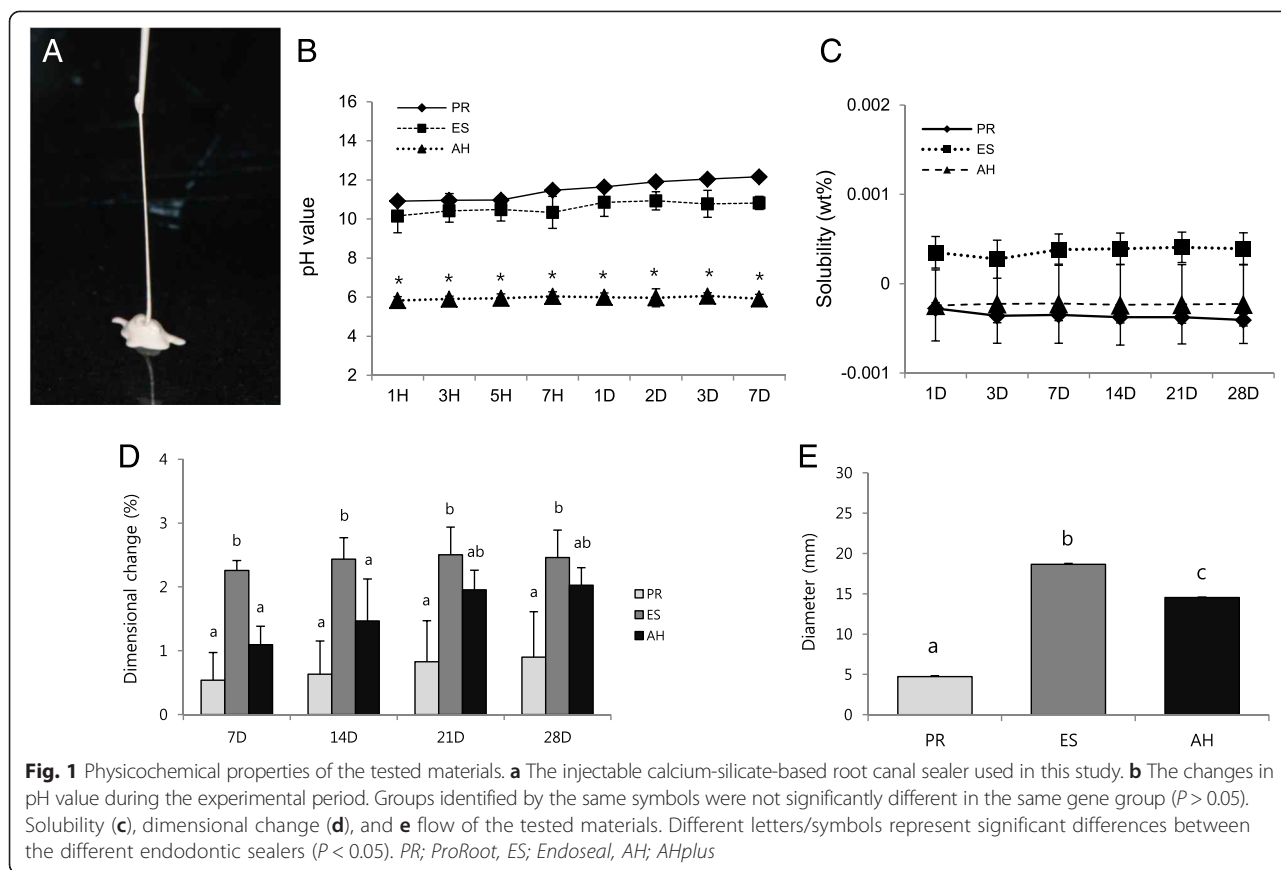 A
B
16
14
12
10
8
6
4
2
pH value
PR
ES
AH
* * * * * * * *
1H 3H 5H 7H 1D 2D 3D 7D
C
0.002
0.001
0
-0.001
Solubility (wt%)
PR
ES
AH
1D 3D 7D 14D 21D 28D
D
4
3
2
1
0
Dimensional change (%)
a b a
a b a
a b ab
a b ab
7D 14D 21D 28D
PR
ES
AH
E
30
25
20
15
10
5
0
Diameter (mm)
a b c
PR ES AH
Fig. 1 Physicochemical properties of the tested materials. a The injectable calcium-silicate-based root canal sealer used in this study. b The changes in
pH value during the experimental period. Groups identified by the same symbols were not significantly different in the same gene group (P > 0.05).
Solubility (c), dimensional change (d), and e flow of the tested materials. Different letters/symbols represent significant differences between
the different endodontic sealers (P < 0.05). PR; ProRoot, ES; Endoseal, AH; AHplus